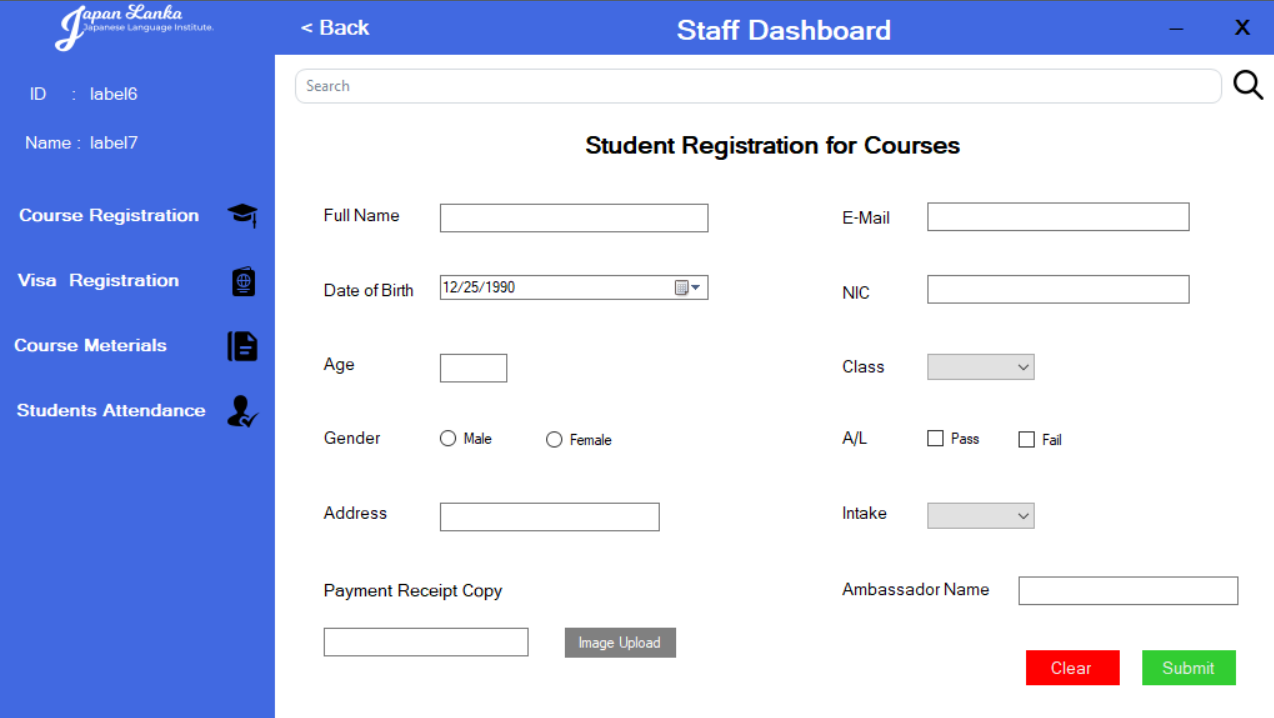 Japan Lanka
Japanese Language Institute.
< Back
Staff Dashboard
– X
ID : label6
Name : label7
Course Registration
Visa Registration
Course Meterials
Students Attendance
Search
Student Registration for Courses
Full Name
E-Mail
Date of Birth 12/25/1990
NIC
Age
Class
Gender Male Female
A/L Pass Fail
Address
Intake
Payment Receipt Copy
Ambassador Name
Image Upload
Clear Submit